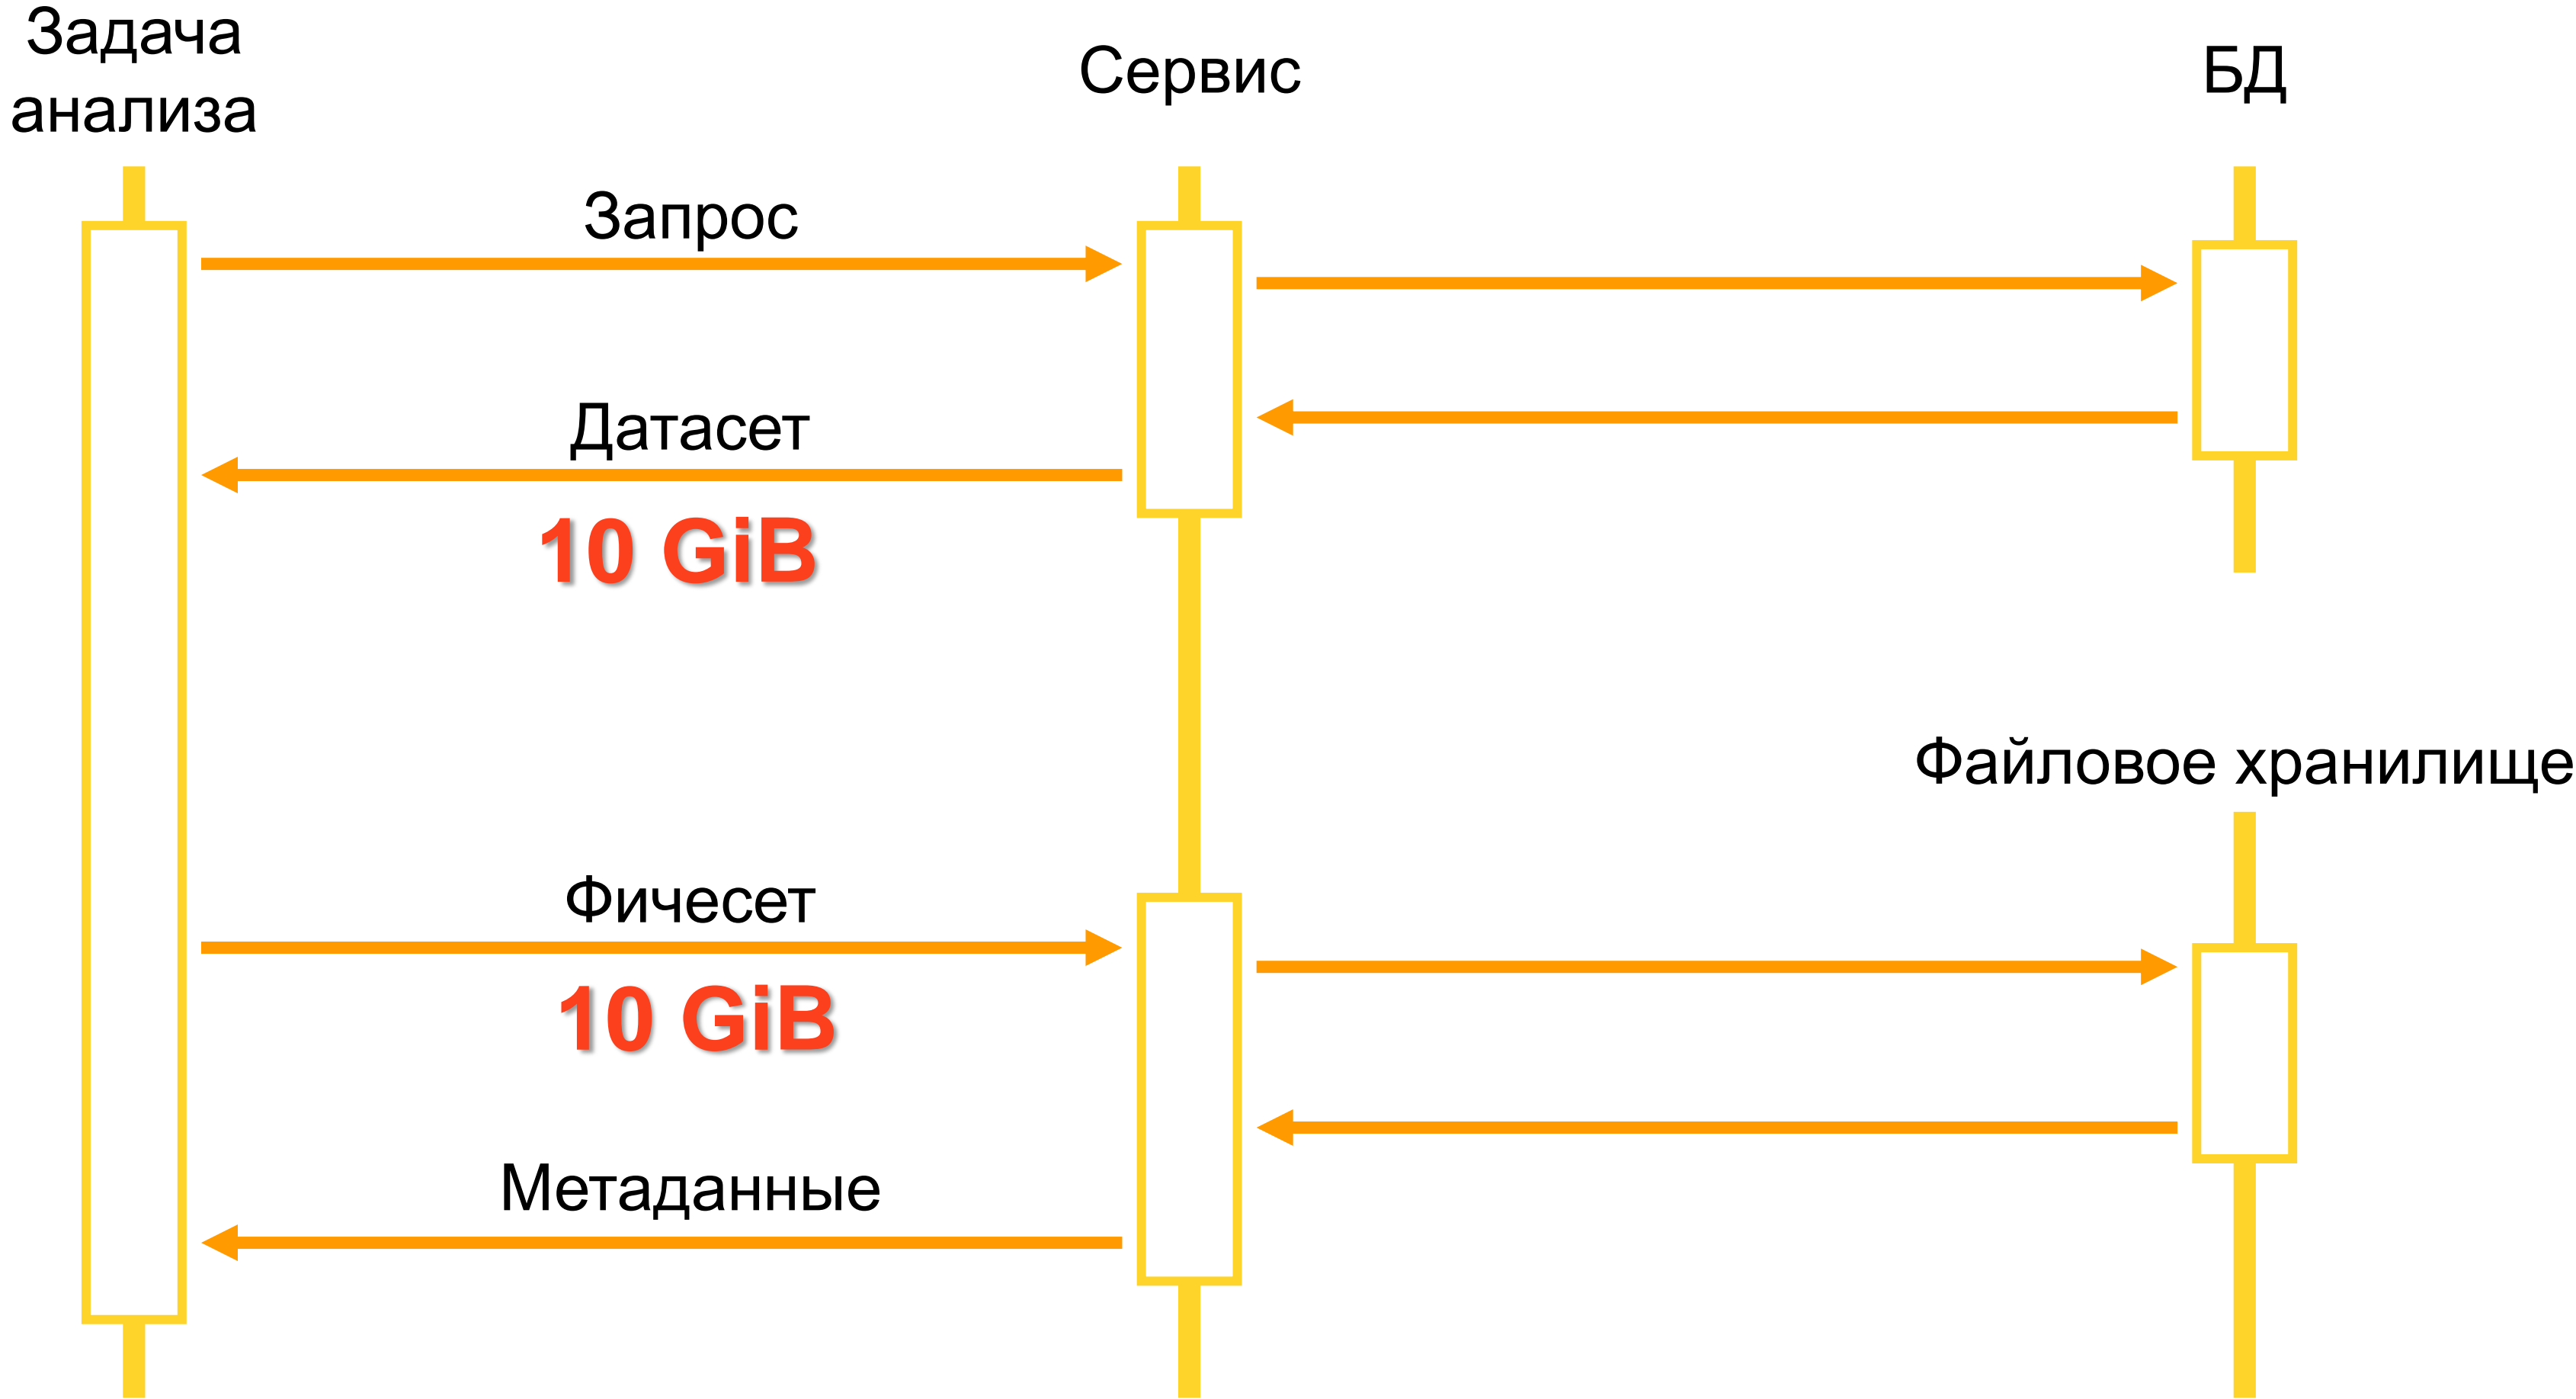 Задача
анализа
Сервис
БД
Запрос
Датасет
10 GiB
Файловое хранилище
Фичесет
10 GiB
Метаданные